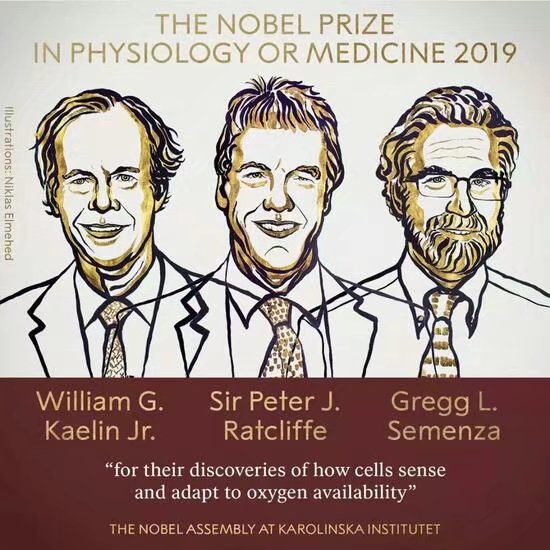 THE NOBEL PRIZE
IN PHYSIOLOGY OR MEDICINE 2019
Illustrations: Niklas Elmehed
William G.
Kaelin Jr.
Sir Peter J.
Ratcliffe
Gregg L.
Semenza
“for their discoveries of how cells sense
and adapt to oxygen availability”
THE NOBEL ASSEMBLY AT KAROLINSKA INSTITUTET